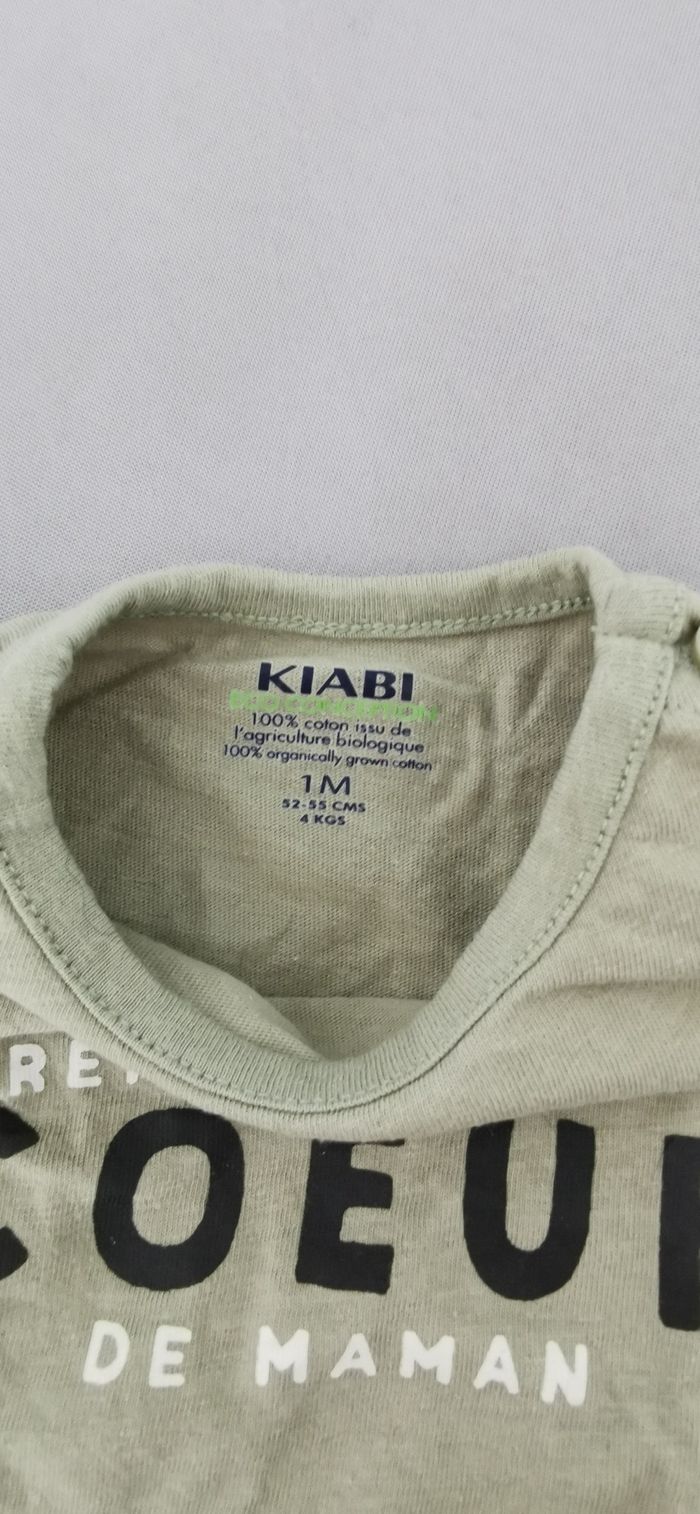 KIABI
ECO CONCEPTION
100% coton issu de
l'agriculture biologique
100% organically grown cotton
1M
52-55 CMS
4 KGS
COEU
DE MAMAN